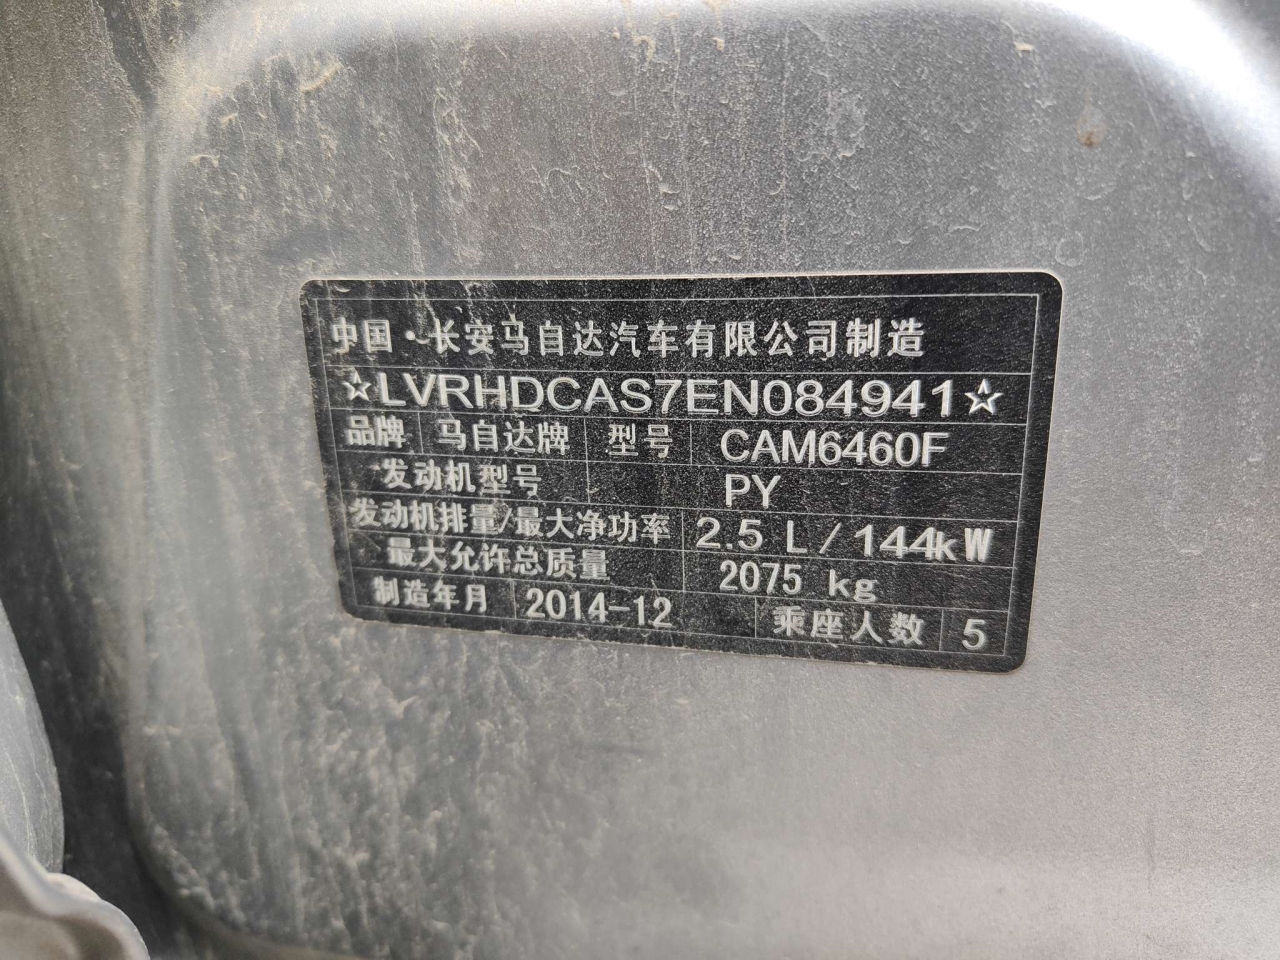 中国·长安马自达汽车有限公司制造
☆LVRHDCAS7EN084941☆
品牌 马自达牌 型号 CAM6460F
发动机型号 PY
发动机排量/最大净功率 2.5 L/144kW
最大允许总质量 2075 kg
制造年月 2014-12 乘座人数 5